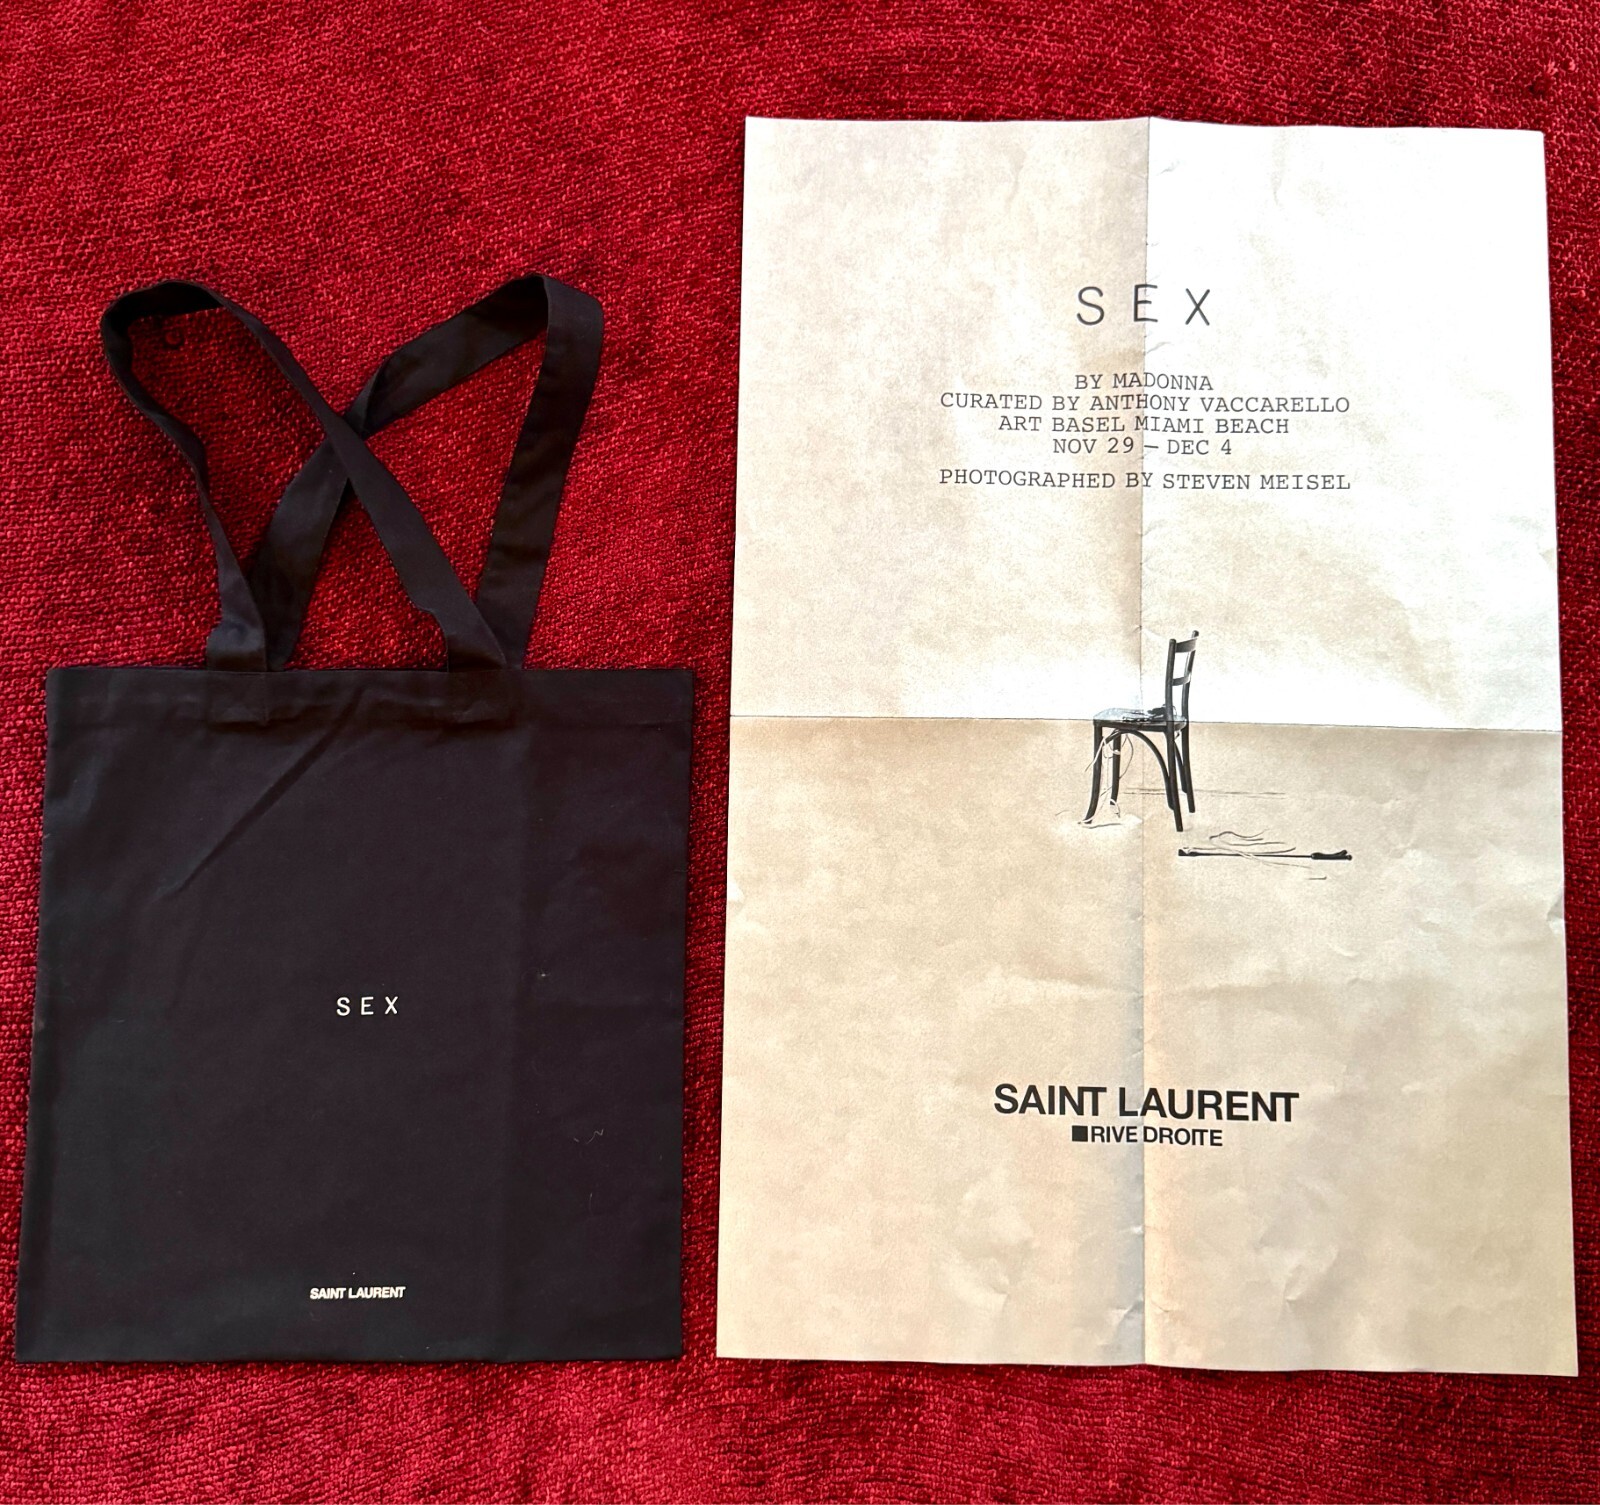 SEX
SAINT LAURENT
SEX
BY MADONNA
CURATED BY ANTHONY VACCARELLO
ART BASEL MIAMI BEACH
NOV 29 – DEC 4
PHOTOGRAPHED BY STEVEN MEISEL
SAINT LAURENT
RIVE DROITE